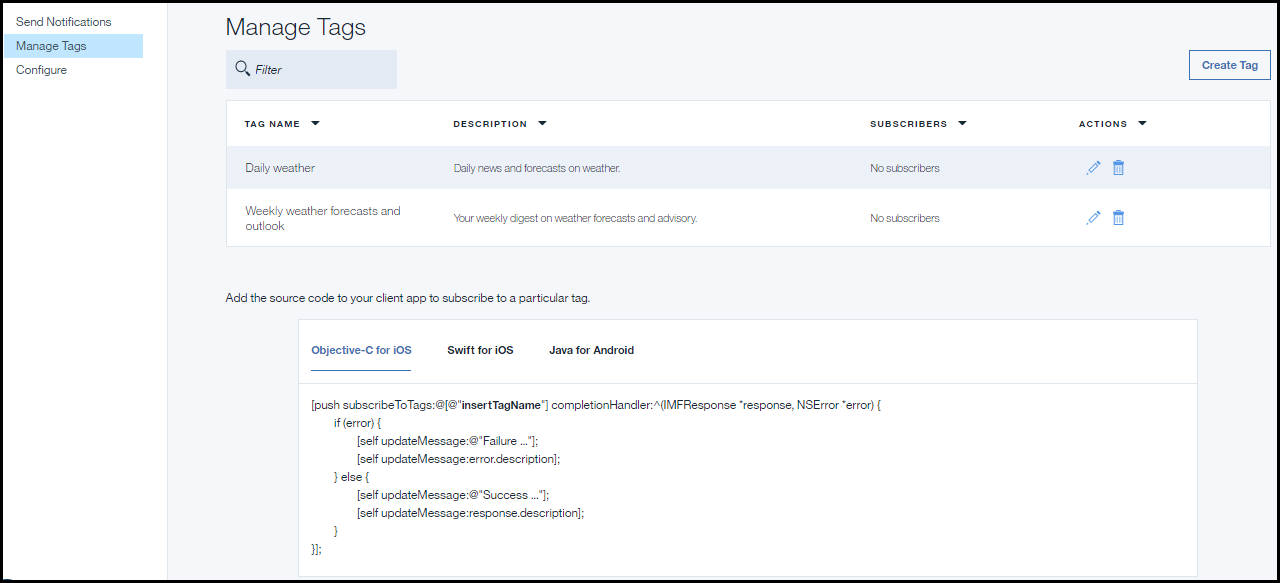 Send Notifications
Manage Tags
Configure
Manage Tags
Filter
Create Tag
TAG NAME DESCRIPTION SUBSCRIBERS ACTIONS
Daily weather Daily news and forecasts on weather. No subscribers
Weekly weather forecasts and
outlook Your weekly digest on weather forecasts and advisory. No subscribers
Add the source code to your client app to subscribe to a particular tag.
Objective-C for iOS Swift for iOS Java for Android
[push subscribeToTags:@[@"insertTagName"] completionHandler:^(IMFResponse *response, NSError *error) {
if (error) {
[self updateMessage:@"Failure ..."];
[self updateMessage:error.description];
} else {
[self updateMessage:@"Success ..."];
[self updateMessage:response.description];
}
}];